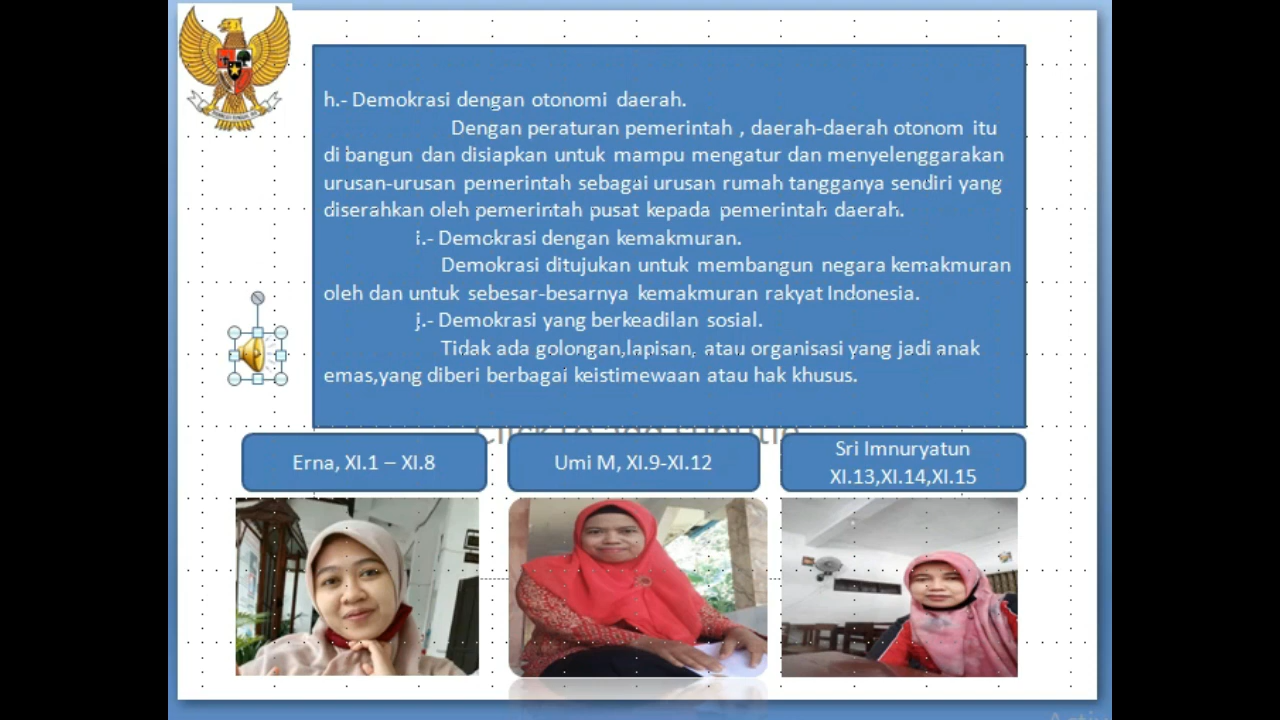 h.- Demokrasi dengan otonomi daerah.
Dengan peraturan pemerintah , daerah-daerah otonom itu
di bangun dan disiapkan untuk mampu mengatur dan menyelenggarakan
urusan-urusan pemerintah sebagai urusan rumah tangganya sendiri yang
diserahkan oleh pemerintah pusat kepada pemerintah daerah.
i.- Demokrasi dengan kemakmuran.
Demokrasi ditujukan untuk membangun negara kemakmuran
oleh dan untuk sebesar-besarnya kemakmuran rakyat Indonesia.
j.- Demokrasi yang berkeadilan sosial.
Tidak ada golongan,lapisan, atau organisasi yang jadi anak
emas,yang diberi berbagai keistimewaan atau hak khusus.
Click to add subtitle
Erna, XI.1 – XI.8
Umi M, XI.9-XI.12
Sri Imnuryatun
XI.13,XI.14,XI.15